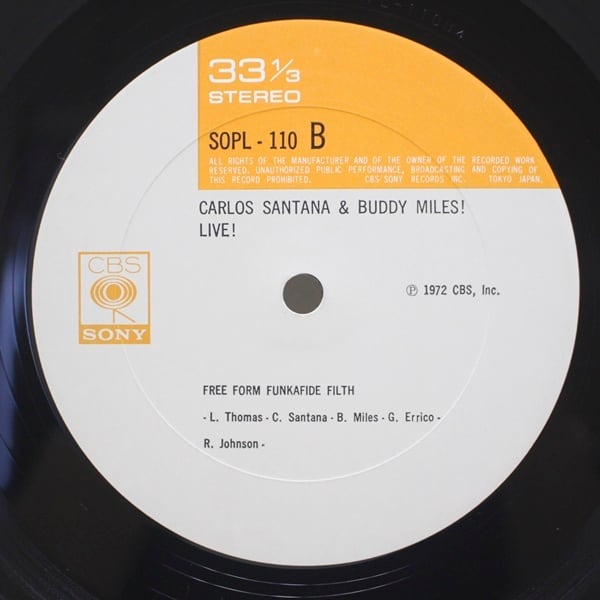 33 1/3
STEREO
SOPL - 110 B
ALL RIGHTS OF THE MANUFACTURER AND OF THE OWNER OF THE RECORDED WORK
RESERVED. UNAUTHORIZED PUBLIC PERFORMANCE, BROADCASTING AND COPYING OF
THIS RECORD PROHIBITED. CBS/SONY RECORDS INC. TOKYO JAPAN.
CARLOS SANTANA & BUDDY MILES!
LIVE!
CBS
SONY
Ⓟ 1972 CBS, Inc.
FREE FORM FUNKAFIDE FILTH
- L. Thomas - C. Santana - B. Miles - G. Errico -
R. Johnson -